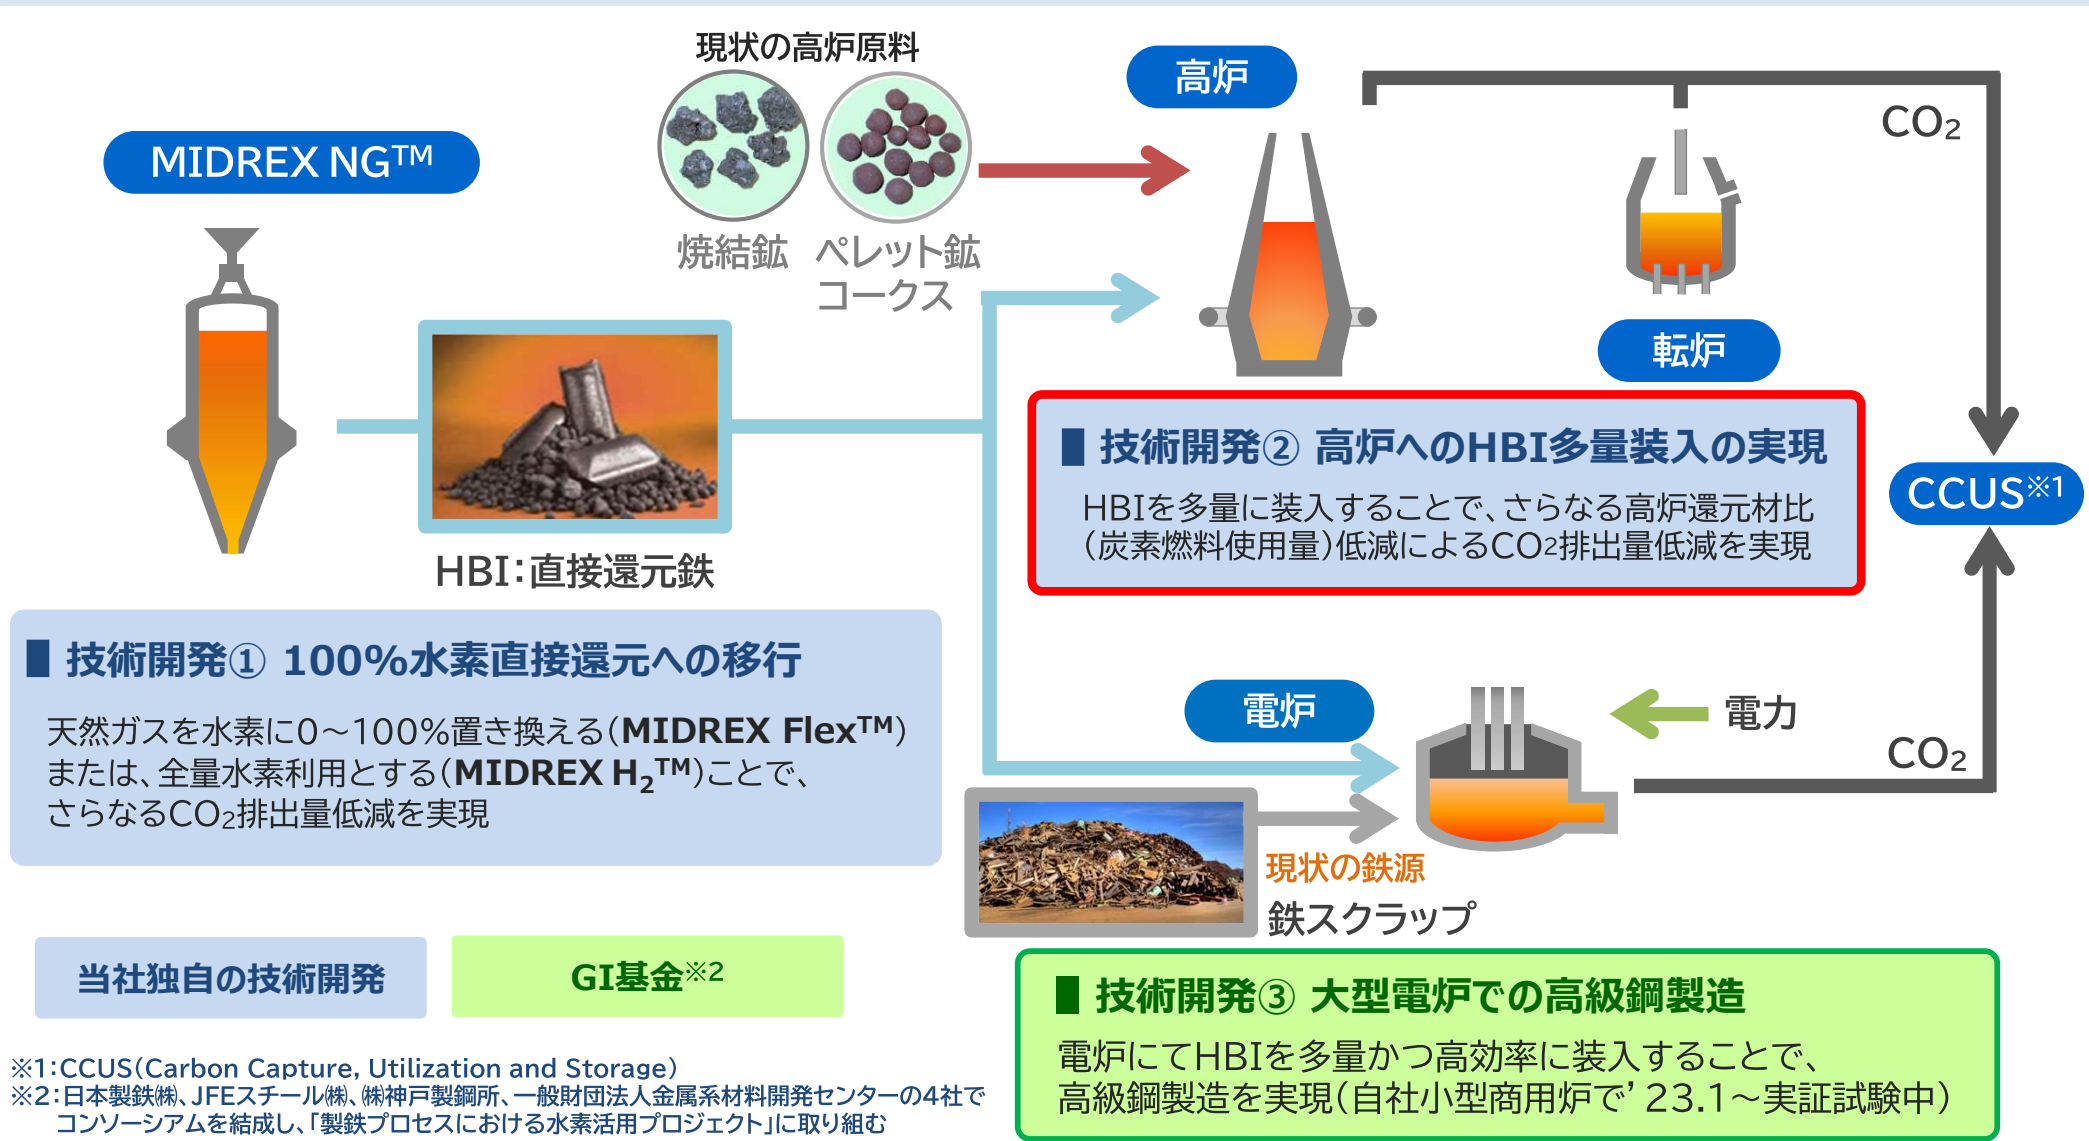 現状の高炉原料
高炉
CO₂
MIDREX NG™
焼結鉱
ペレット鉱
コークス
転炉
HBI：直接還元鉄
■ 技術開発② 高炉へのHBI多量装入の実現
HBIを多量に装入することで、さらなる高炉還元材比
（炭素燃料使用量）低減によるCO₂排出量低減を実現
CCUS※1
■ 技術開発① 100%水素直接還元への移行
天然ガスを水素に0～100%置き換える（MIDREX Flex™）
または、全量水素利用とする（MIDREX H₂™）ことで、
さらなるCO₂排出量低減を実現
電炉
電力
CO₂
現状の鉄源
鉄スクラップ
当社独自の技術開発
GI基金※2
■ 技術開発③ 大型電炉での高級鋼製造
電炉にてHBIを多量かつ高効率に装入することで、
高級鋼製造を実現（自社小型商用炉で’23.1～実証試験中）
※1：CCUS（Carbon Capture, Utilization and Storage）
※2：日本製鉄㈱、JFEスチール㈱、㈱神戸製鋼所、一般財団法人金属系材料開発センターの4社で
コンソーシアムを結成し、「製鉄プロセスにおける水素活用プロジェクト」に取り組む